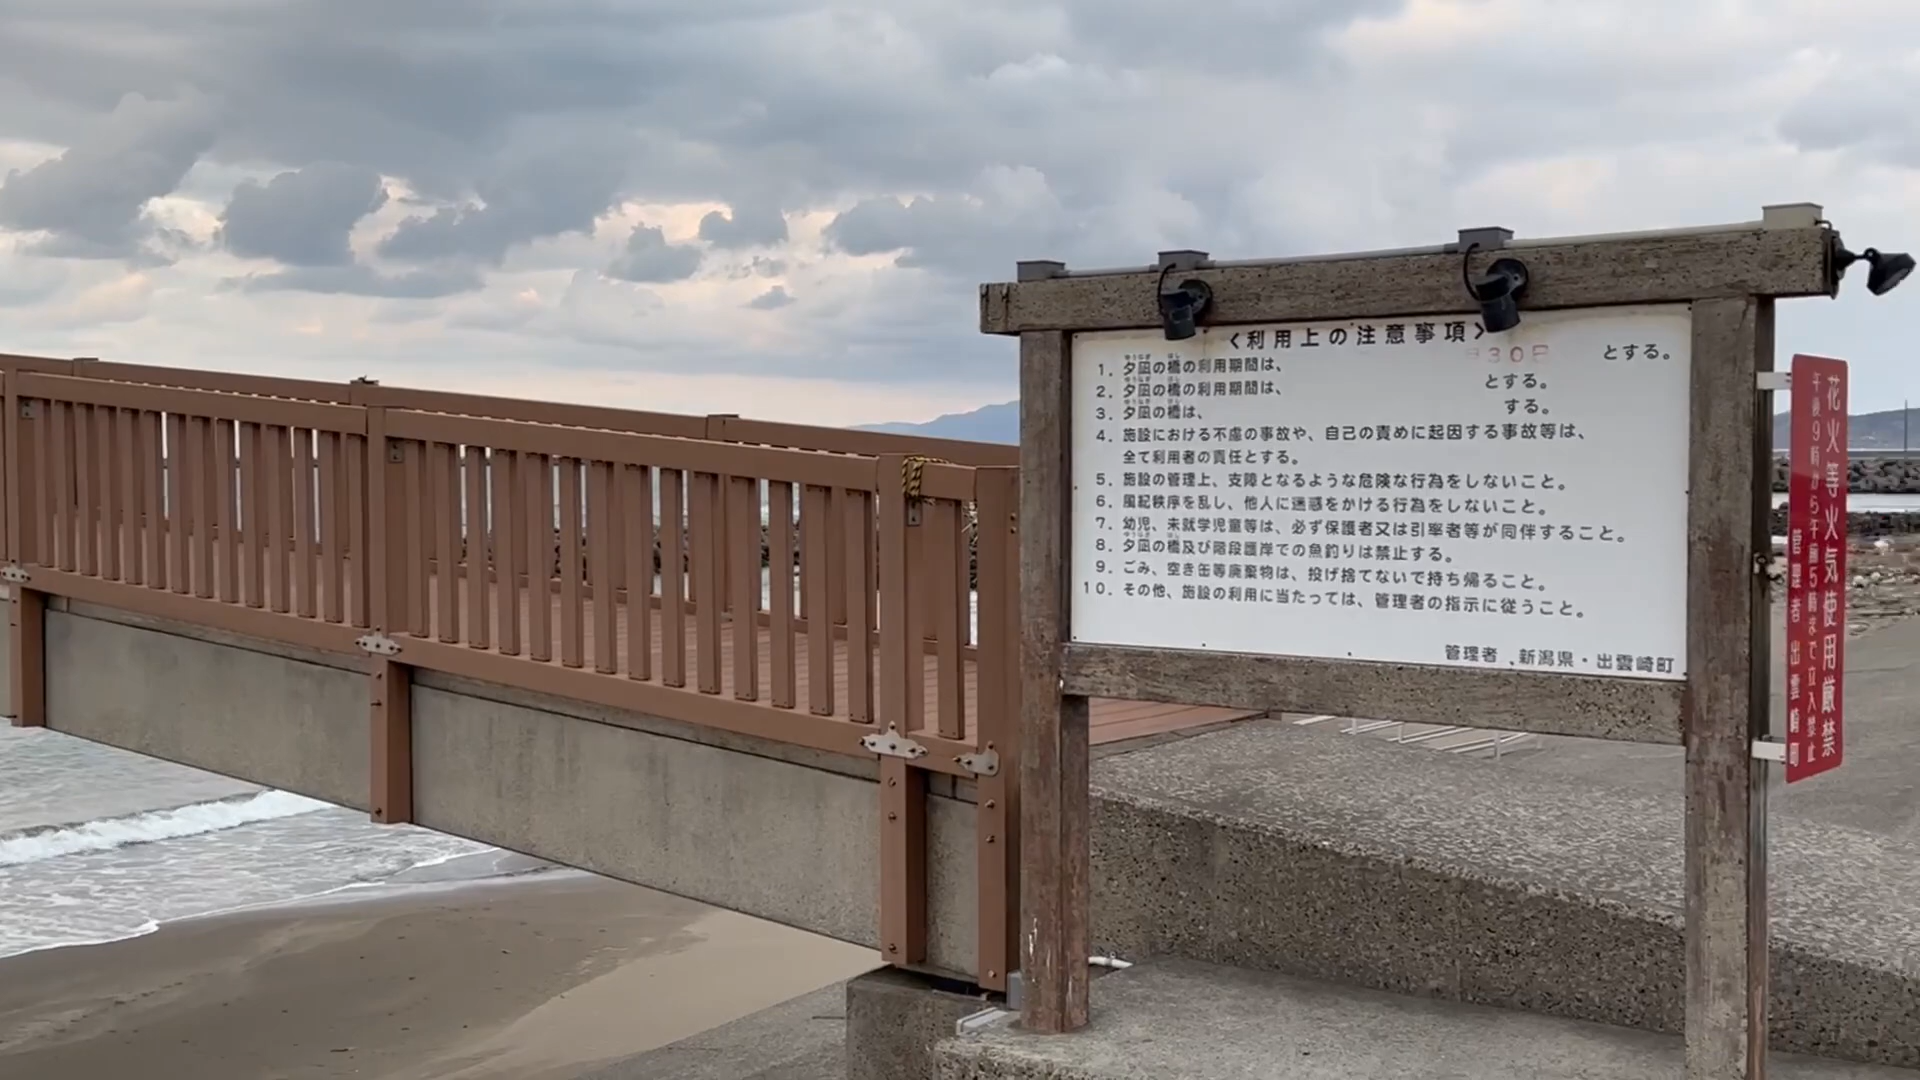 <利用上の注意事項>
1. 夕凪の橋の利用期間は、 30日 とする。
2. 夕凪の橋の利用期間は、 とする。
3. 夕凪の橋は、 する。
4. 施設における不慮の事故や、自己の責めに起因する事故等は、
全て利用者の責任とする。
5. 施設の管理上、支障となるような危険な行為をしないこと。
6. 風紀秩序を乱し、他人に迷惑をかける行為をしないこと。
7. 幼児、未就学児童等は、必ず保護者又は引率者等が同伴すること。
8. 夕凪の橋及び階段護岸での魚釣りは禁止する。
9. ごみ、空き缶等廃棄物は、投げ捨てないで持ち帰ること。
10. その他、施設の利用に当たっては、管理者の指示に従うこと。
管理者 新潟県・出雲崎町
花火等火気使用厳禁
午後9時から午前5時まで立入禁止
管理者 出雲崎町